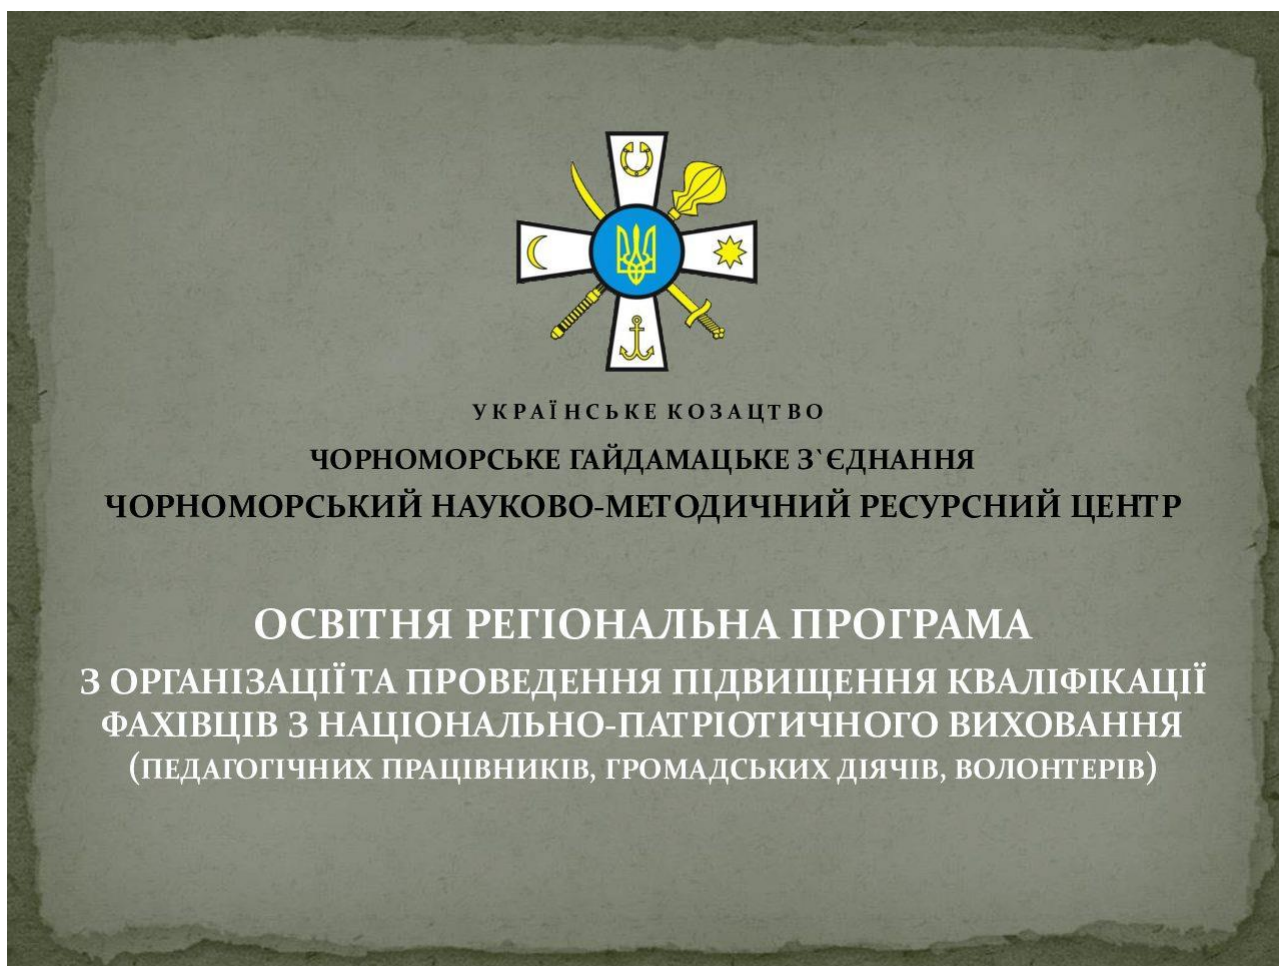 УКРАЇНСЬКЕ КОЗАЦТВО
ЧОРНОМОРСЬКЕ ГАЙДАМАЦЬКЕ З`ЄДНАННЯ
ЧОРНОМОРСЬКИЙ НАУКОВО-МЕТОДИЧНИЙ РЕСУРСНИЙ ЦЕНТР
ОСВІТНЯ РЕГІОНАЛЬНА ПРОГРАМА
З ОРГАНІЗАЦІЇ ТА ПРОВЕДЕННЯ ПІДВИЩЕННЯ КВАЛІФІКАЦІЇ
ФАХІВЦІВ З НАЦІОНАЛЬНО-ПАТРІОТИЧНОГО ВИХОВАННЯ
(ПЕДАГОГІЧНИХ ПРАЦІВНИКІВ, ГРОМАДСЬКИХ ДІЯЧІВ, ВОЛОНТЕРІВ)